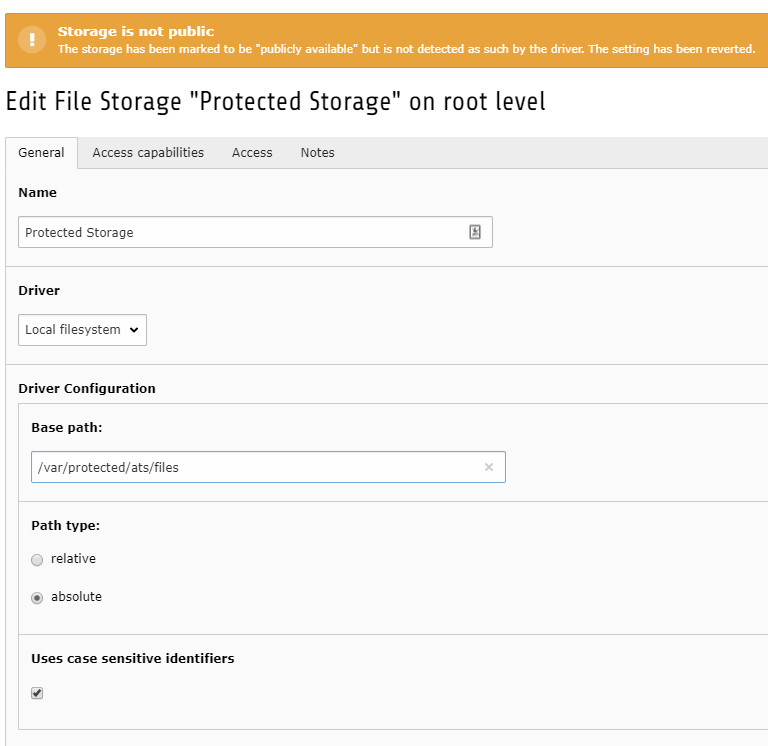 Storage is not public
The storage has been marked to be "publicly available" but is not detected as such by the driver. The setting has been reverted.
Edit File Storage "Protected Storage" on root level
General Access capabilities Access Notes
Name
Protected Storage
Driver
Local filesystem
Driver Configuration
Base path:
/var/protected/ats/files
Path type:
relative
absolute
Uses case sensitive identifiers